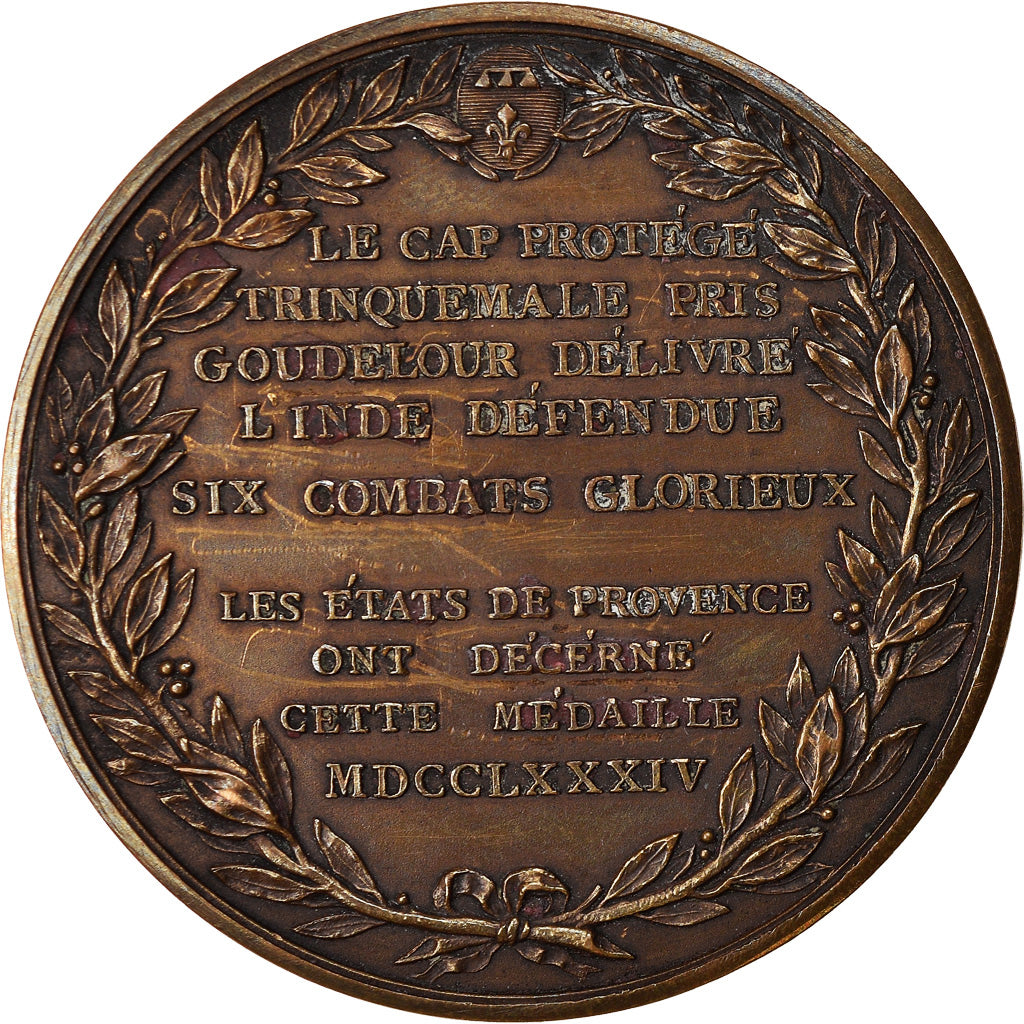 LE CAP PROTÉGÉ
TRINQUEMALE PRIS
GOUDELOUR DÉLIVRÉ
L'INDE DÉFENDUE
SIX COMBATS GLORIEUX
LES ÉTATS DE PROVENCE
ONT DÉCÉRNÉ
CETTE MÉDAILLE
MDCCLXXXIV